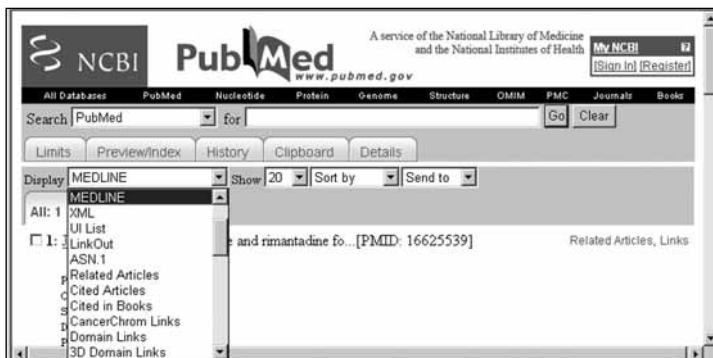 A service of the National Library of Medicine
and the National Institutes of Health
NCBI
PubMed
www.pubmed.gov
My NCBI ?
[Sign In] [Register]
All Databases PubMed Nucleotide Protein Genome Structure OMIM PMC Journals Books
Search PubMed for Go Clear
Limits Preview/Index History Clipboard Details
Display MEDLINE Show 20 Sort by Send to
MEDLINE
All: 1 XML
UI List
1: LinkOut e and rimantadine fo...[PMID: 16625539] Related Articles, Links
ASN.1
Related Articles
Cited Articles
Cited in Books
CancerChrom Links
Domain Links
3D Domain Links